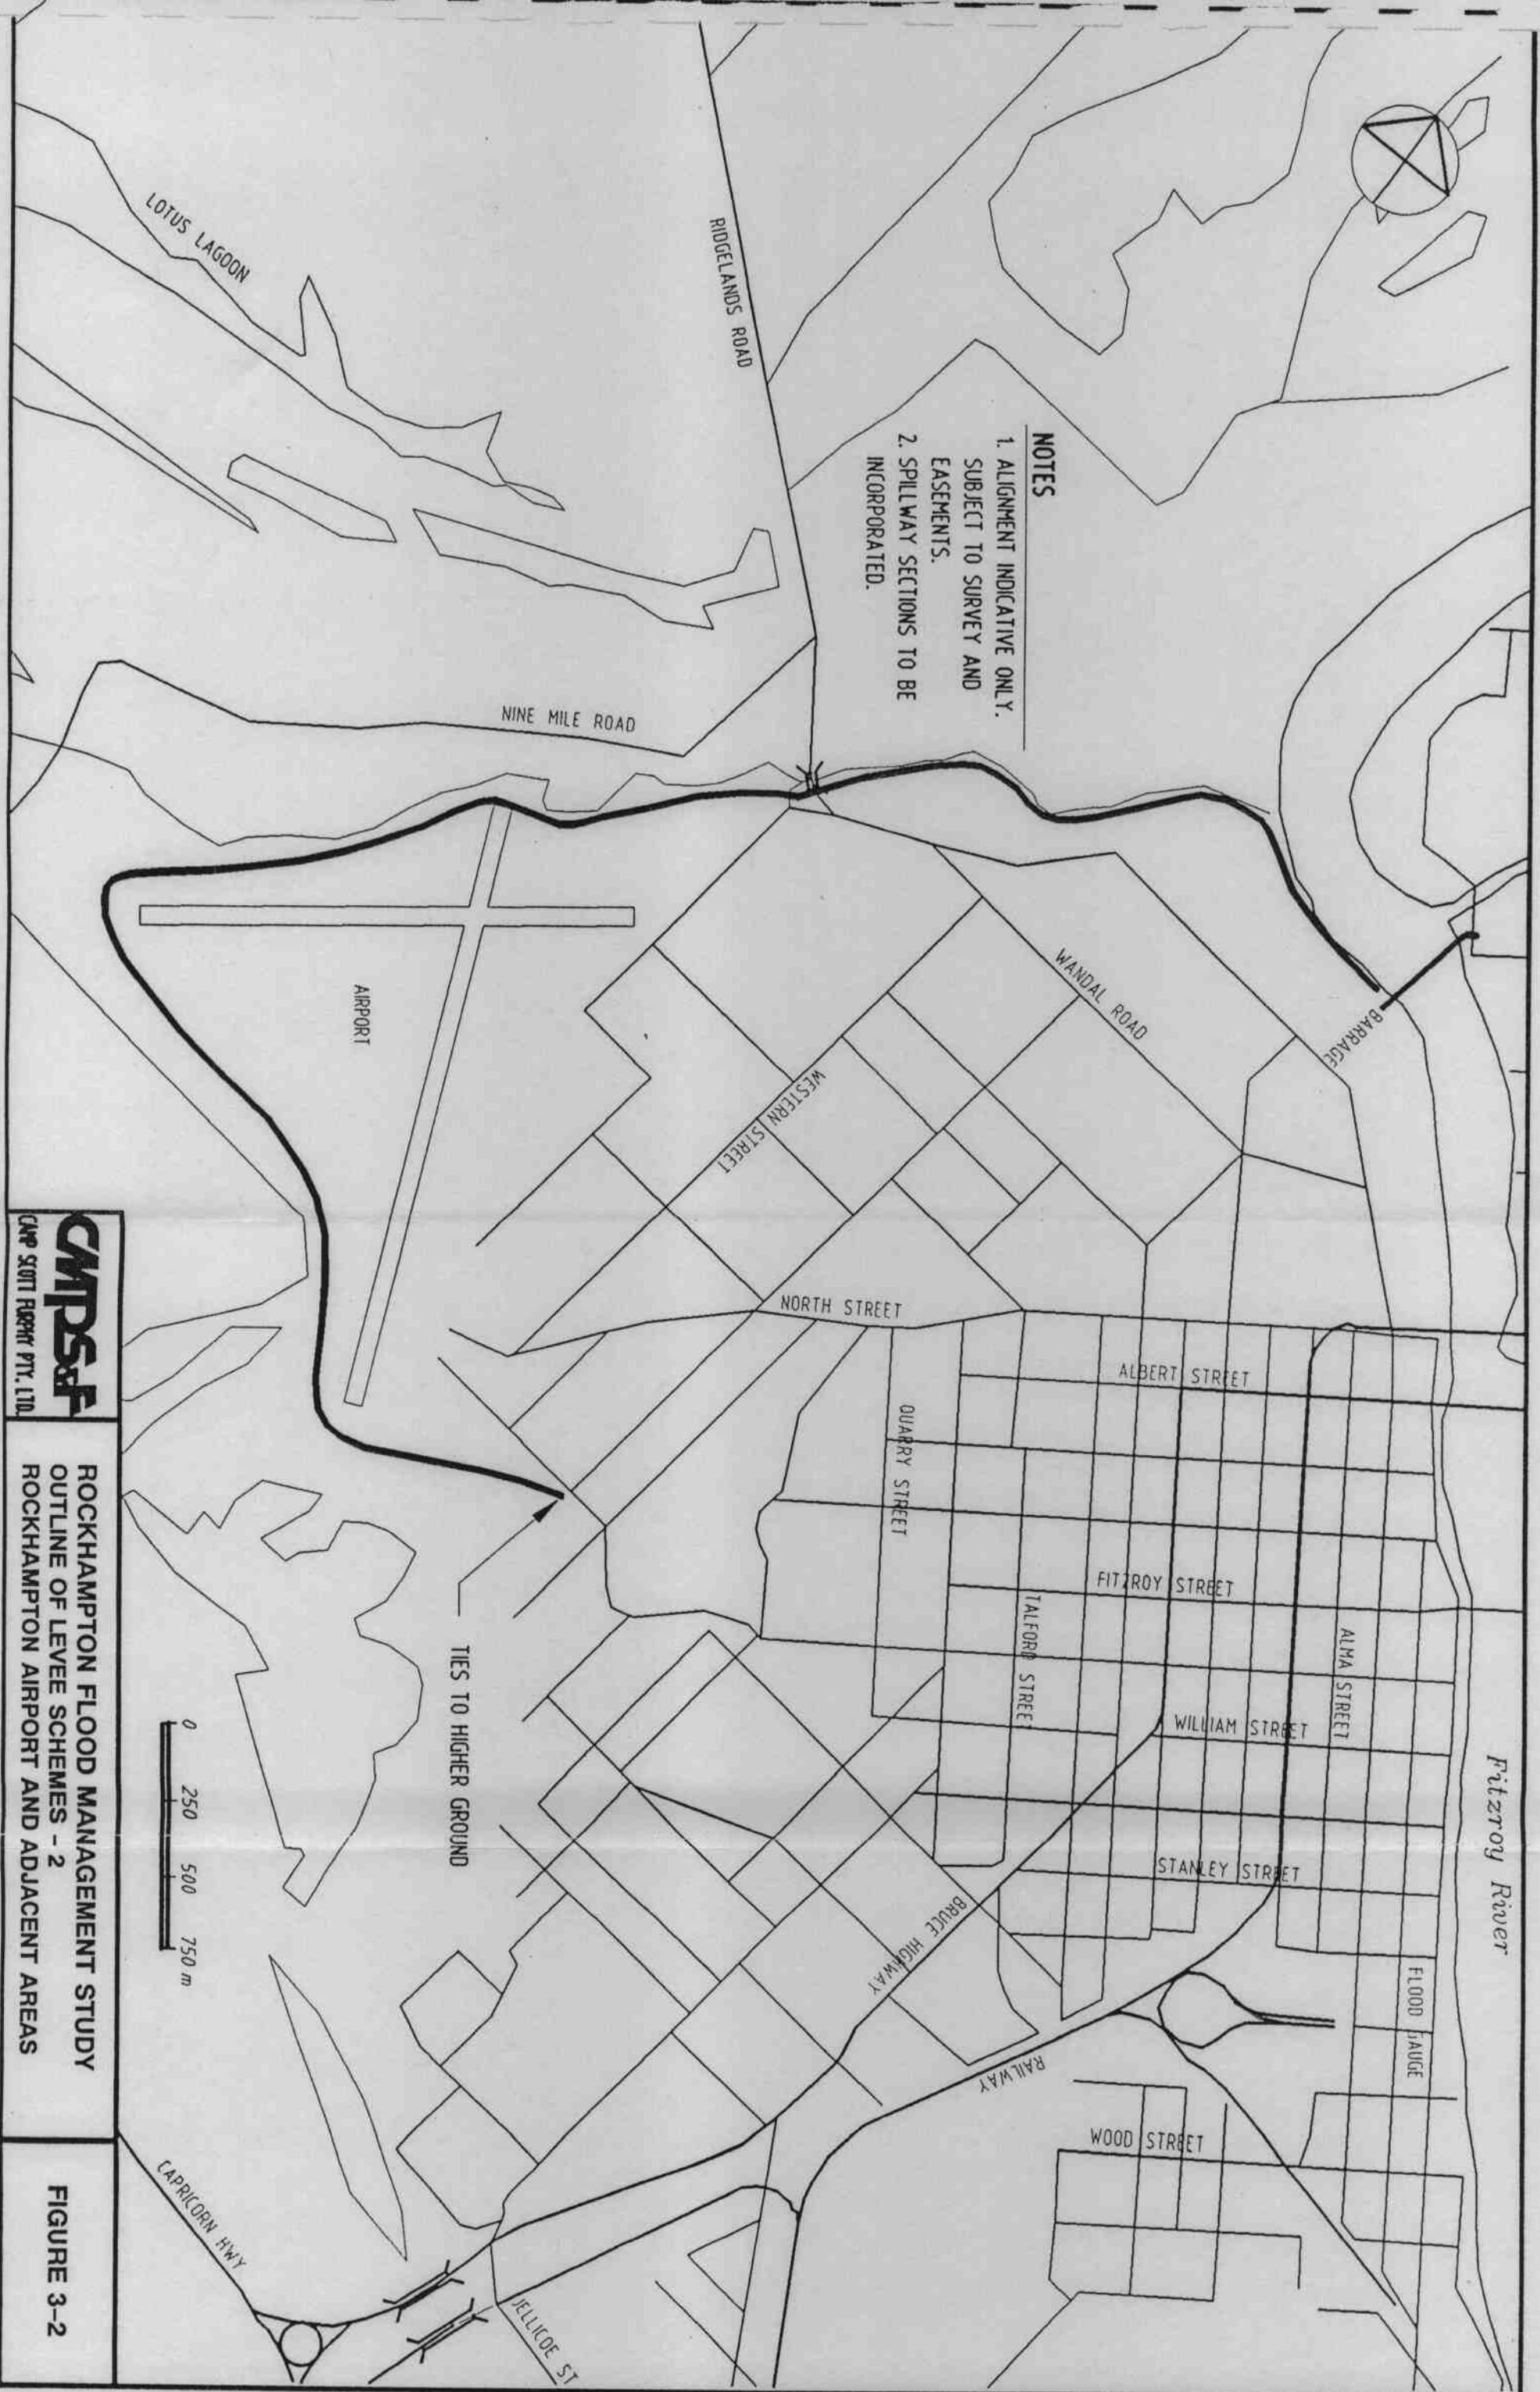 Fitzroy River
BARRAGE
WANDAL ROAD
WESTERN STREET
NORTH STREET
ALBERT STREET
QUARRY STREET
FITZROY STREET
TALFORD STREET
ALMA STREET
WILLIAM STREET
STANLEY STREET
FLOOD GAUGE
BRUCE HIGHWAY
RAILWAY
WOOD STREET
JELLICOE ST
CAPRICORN HWY
RIDGELANDS ROAD
NOTES
1. ALIGNMENT INDICATIVE ONLY.
SUBJECT TO SURVEY AND
EASEMENTS.
2. SPILLWAY SECTIONS TO BE
INCORPORATED.
LOTUS LAGOON
NINE MILE ROAD
AIRPORT
TIES TO HIGHER GROUND
0 250 500 750 m
CMPS&F
CAMP SCOTT FURPHY PTY. LTD.
ROCKHAMPTON FLOOD MANAGEMENT STUDY
OUTLINE OF LEVEE SCHEMES - 2
ROCKHAMPTON AIRPORT AND ADJACENT AREAS
FIGURE 3-2